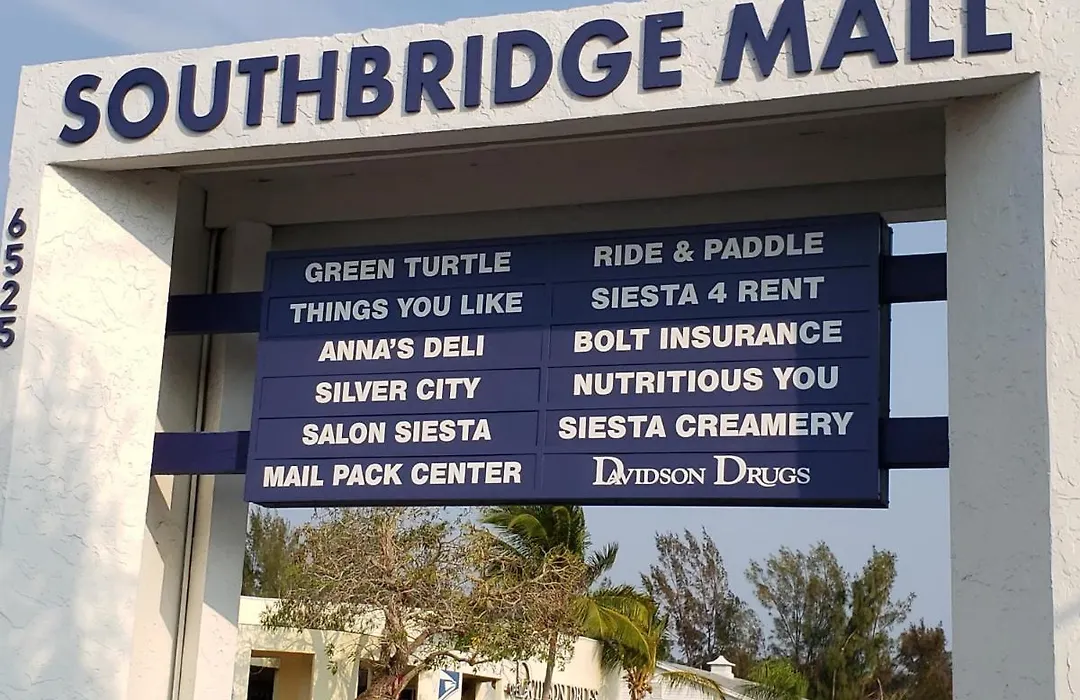 SOUTHBRIDGE MALL
6525
GREEN TURTLE
THINGS YOU LIKE
ANNA'S DELI
SILVER CITY
SALON SIESTA
MAIL PACK CENTER
RIDE & PADDLE
SIESTA 4 RENT
BOLT INSURANCE
NUTRITIOUS YOU
SIESTA CREAMERY
DAVIDSON DRUGS